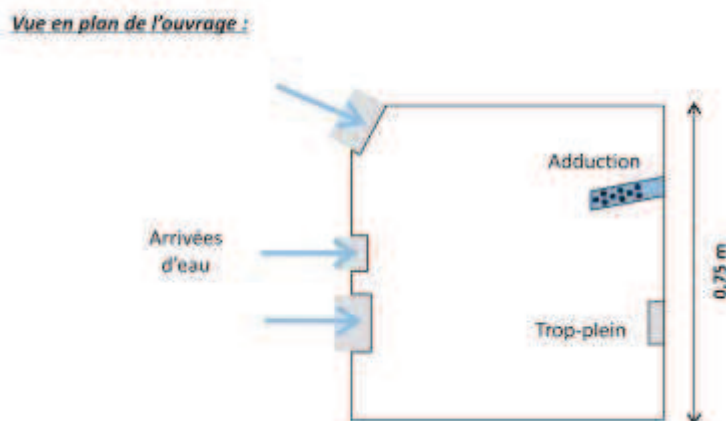 Vue en plan de l'ouvrage :
Adduction
Arrivées
d'eau
0,75 m
Trop-plein